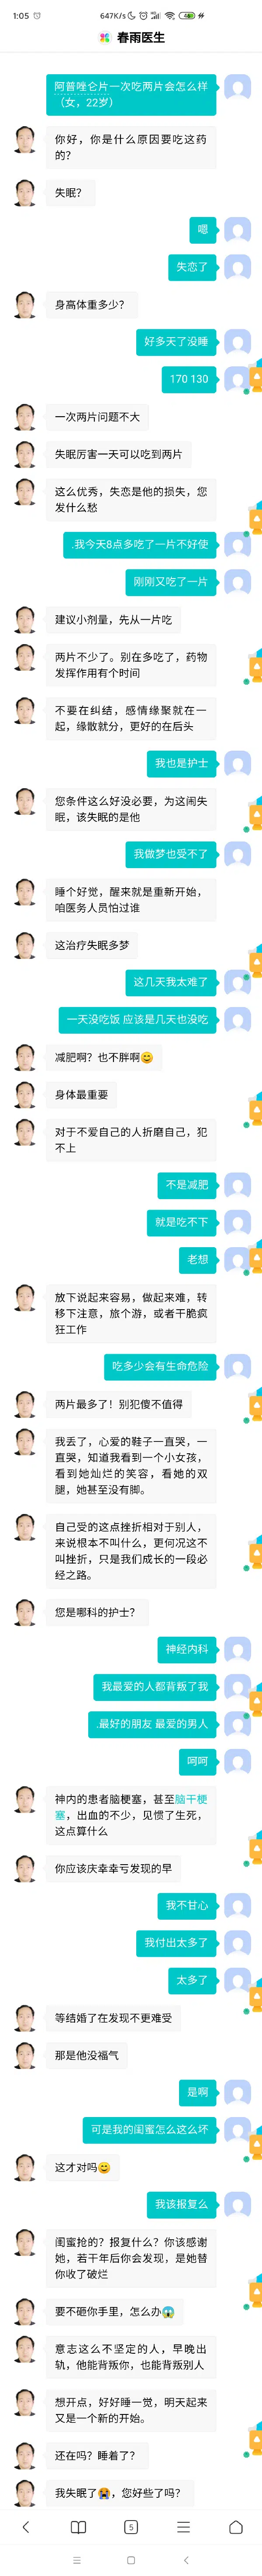 1:05
647K/s
春雨医生
阿普唑仑片一次吃两片会怎么样
（女，22岁）
你好，你是什么原因要吃这药
的？
失眠？
嗯
失恋了
身高体重多少？
好多天了没睡
170 130
一次两片问题不大
失眠厉害一天可以吃到两片
这么优秀，失恋是他的损失，您
发什么愁
.我今天8点多吃了一片不好使
刚刚又吃了一片
建议小剂量，先从一片吃
两片不少了。别在多吃了，药物
发挥作用有个时间
不要在纠结，感情缘聚就在一
起，缘散就分，更好的在后头
我也是护士
您条件这么好没必要，为这闹失
眠，该失眠的是他
我做梦也受不了
睡个好觉，醒来就是重新开始，
咱医务人员怕过谁
这治疗失眠多梦
这几天我太难了
一天没吃饭 应该是几天也没吃
减肥啊？也不胖啊😊
身体最重要
对于不爱自己的人折磨自己，犯
不上
不是减肥
就是吃不下
老想
放下说起来容易，做起来难，转
移下注意，旅个游，或者干脆疯
狂工作
吃多少会有生命危险
两片最多了！别犯傻不值得
我丢了，心爱的鞋子一直哭，一
直哭，知道我看到一个小女孩，
看到她灿烂的笑容，看她的双
腿，她甚至没有脚。
自己受的这点挫折相对于别人，
来说根本不叫什么，更何况这不
叫挫折，只是我们成长的一段必
经之路。
您是哪科的护士？
神经内科
我最爱的人都背叛了我
.最好的朋友 最爱的男人
呵呵
神内的患者脑梗塞，甚至脑干梗
塞，出血的不少，见惯了生死，
这点算什么
你应该庆幸幸亏发现的早
我不甘心
我付出太多了
太多了
等结婚了在发现不更难受
那是他没福气
是啊
可是我的闺蜜怎么这么坏
这才对吗😊
我该报复么
闺蜜抢的？报复什么？你该感谢
她，若干年后你会发现，是她替
你收了破烂
要不砸你手里，怎么办😱
意志这么不坚定的人，早晚出
轨，他能背叛你，也能背叛别人
想开点，好好睡一觉，明天起来
又是一个新的开始。
还在吗？睡着了？
我失眠了😭，您好些了吗？
5